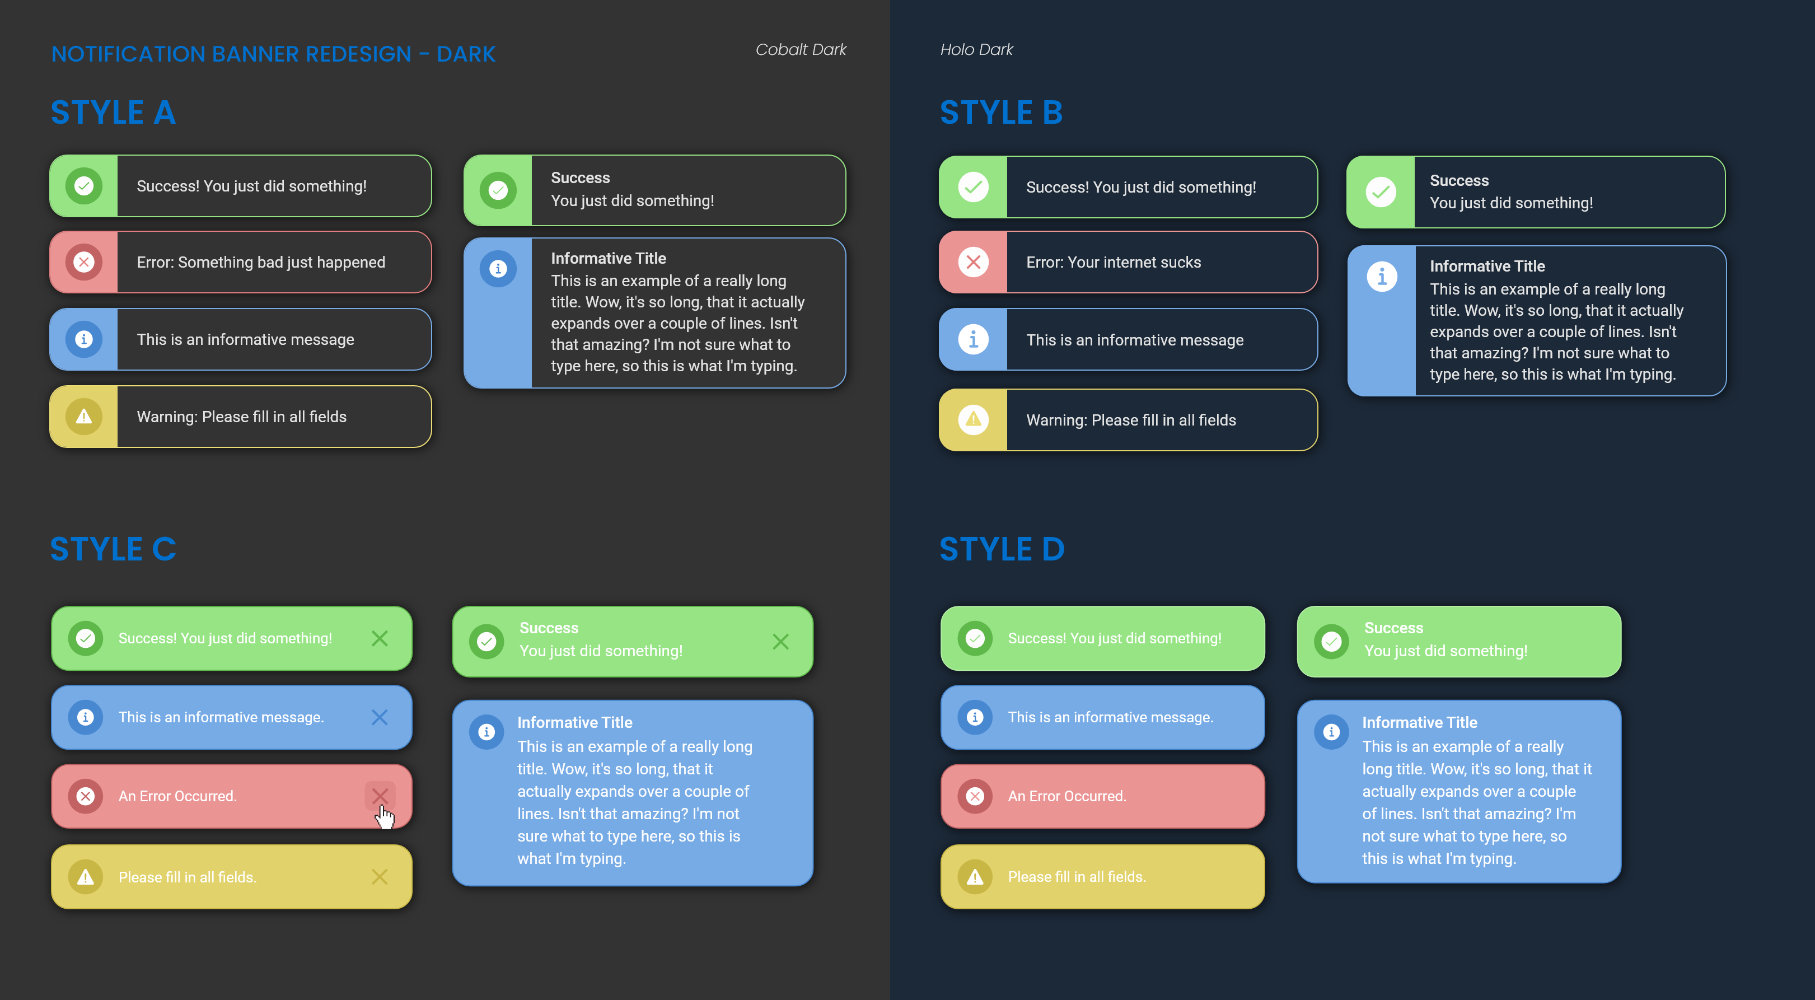 NOTIFICATION BANNER REDESIGN - DARK
Cobalt Dark
STYLE A
Success! You just did something!
Error: Something bad just happened
This is an informative message
Warning: Please fill in all fields
Success
You just did something!
Informative Title
This is an example of a really long
title. Wow, it's so long, that it actually
expands over a couple of lines. Isn't
that amazing? I'm not sure what to
type here, so this is what I'm typing.
Holo Dark
STYLE B
Success! You just did something!
Error: Your internet sucks
This is an informative message
Warning: Please fill in all fields
Success
You just did something!
Informative Title
This is an example of a really long
title. Wow, it's so long, that it actually
expands over a couple of lines. Isn't
that amazing? I'm not sure what to
type here, so this is what I'm typing.
STYLE C
Success! You just did something!
This is an informative message.
An Error Occurred.
Please fill in all fields.
Success
You just did something!
Informative Title
This is an example of a really long
title. Wow, it's so long, that it
actually expands over a couple of
lines. Isn't that amazing? I'm not
sure what to type here, so this is
what I'm typing.
STYLE D
Success! You just did something!
This is an informative message.
An Error Occurred.
Please fill in all fields.
Success
You just did something!
Informative Title
This is an example of a really
long title. Wow, it's so long, that it
actually expands over a couple
of lines. Isn't that amazing? I'm
not sure what to type here, so
this is what I'm typing.